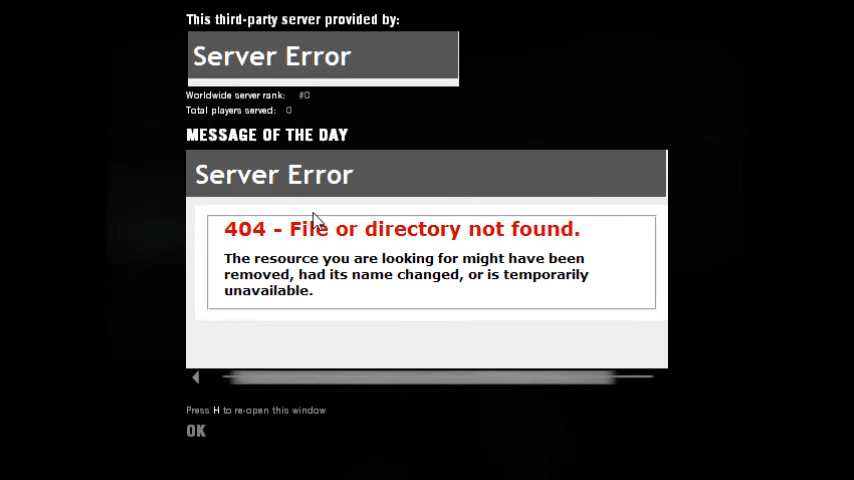 This third-party server provided by:
Server Error
Worldwide server rank: #0
Total players served: 0
MESSAGE OF THE DAY
Server Error
404 - File or directory not found.
The resource you are looking for might have been
removed, had its name changed, or is temporarily
unavailable.
Press H to re-open this window
OK